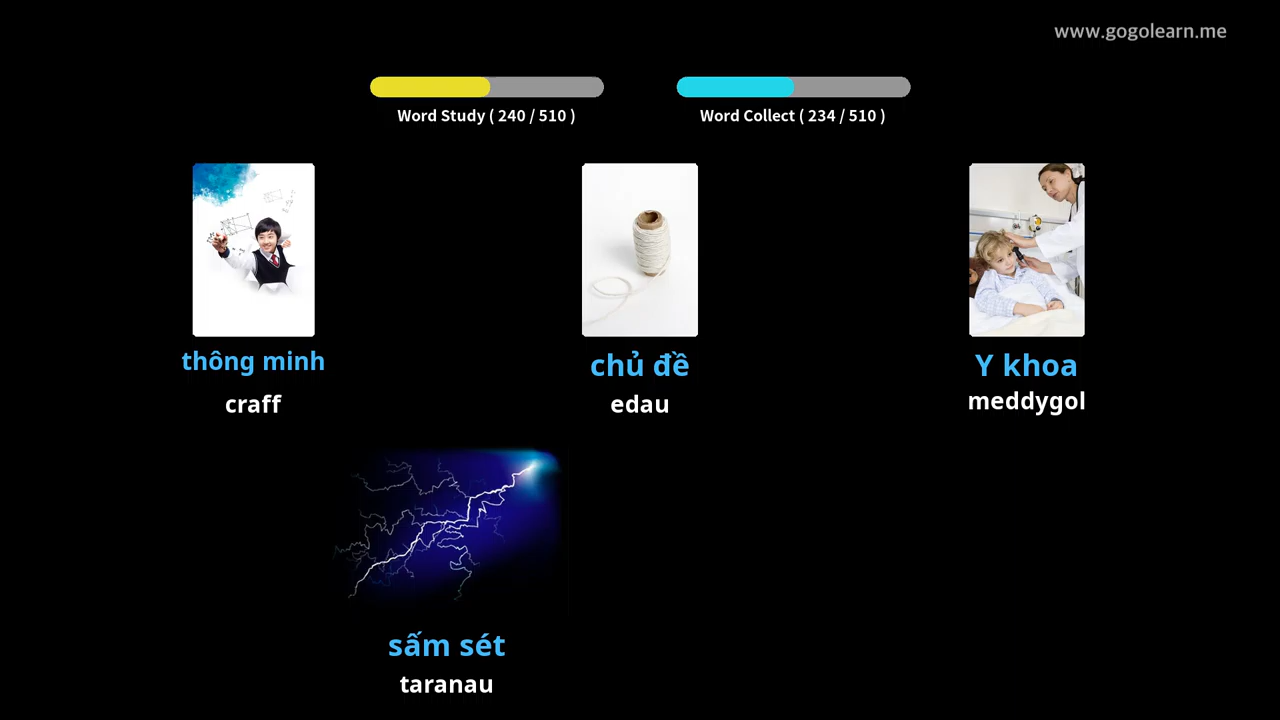 www.gogolearn.me
Word Study ( 240 / 510 )
Word Collect ( 234 / 510 )
thông minh
craff
chủ đề
edau
Y khoa
meddygol
sấm sét
taranau